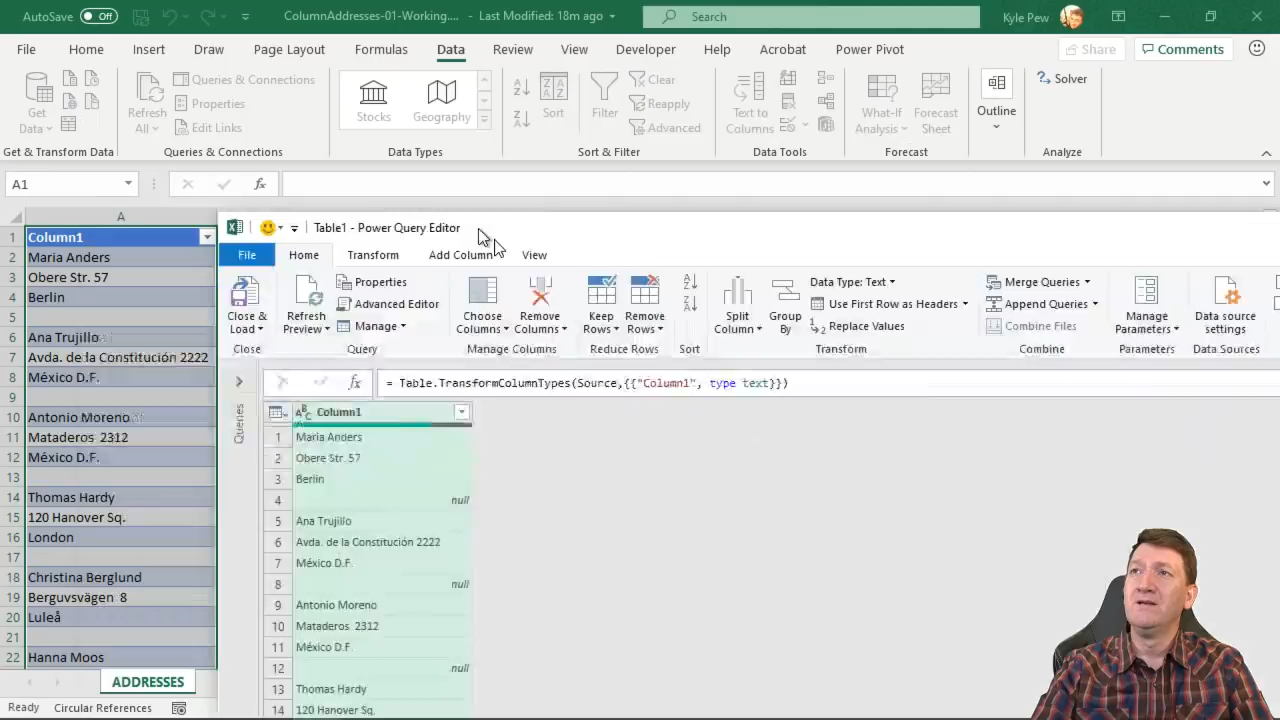 AutoSave Off ColumnAddresses-01-Working.... - Last Modified: 18m ago Search Kyle Pew
File Home Insert Draw Page Layout Formulas Data Review View Developer Help Acrobat Power Pivot Share Comments
Get Data
Refresh All
Queries & Connections
Properties
Edit Links
Stocks
Geography
Sort
Filter
Clear
Reapply
Advanced
Text to Columns
What-If Analysis
Forecast Sheet
Outline
Solver
Get & Transform Data Queries & Connections Data Types Sort & Filter Data Tools Forecast Analyze
A1 fx
A
1 Column1
2 Maria Anders
3 Obere Str. 57
4 Berlin
5
6 Ana Trujillo
7 Avda. de la Constitución 2222
8 México D.F.
9
10 Antonio Moreno
11 Mataderos 2312
12 México D.F.
13
14 Thomas Hardy
15 120 Hanover Sq.
16 London
17
18 Christina Berglund
19 Berguvsvägen 8
20 Luleå
21
22 Hanna Moos
ADDRESSES
Ready Circular References
Table1 - Power Query Editor
File Home Transform Add Column View
Close & Load
Refresh Preview
Properties
Advanced Editor
Manage
Choose Columns
Remove Columns
Keep Rows
Remove Rows
Split Column
Group By
Data Type: Text
Use First Row as Headers
Replace Values
Merge Queries
Append Queries
Combine Files
Manage Parameters
Data source settings
Close Query Manage Columns Reduce Rows Sort Transform Combine Parameters Data Sources
fx = Table.TransformColumnTypes(Source,{{"Column1", type text}})
Queries
ABC Column1
1 Maria Anders
2 Obere Str. 57
3 Berlin
4 null
5 Ana Trujillo
6 Avda. de la Constitución 2222
7 México D.F.
8 null
9 Antonio Moreno
10 Mataderos 2312
11 México D.F.
12 null
13 Thomas Hardy
14 120 Hanover Sq.